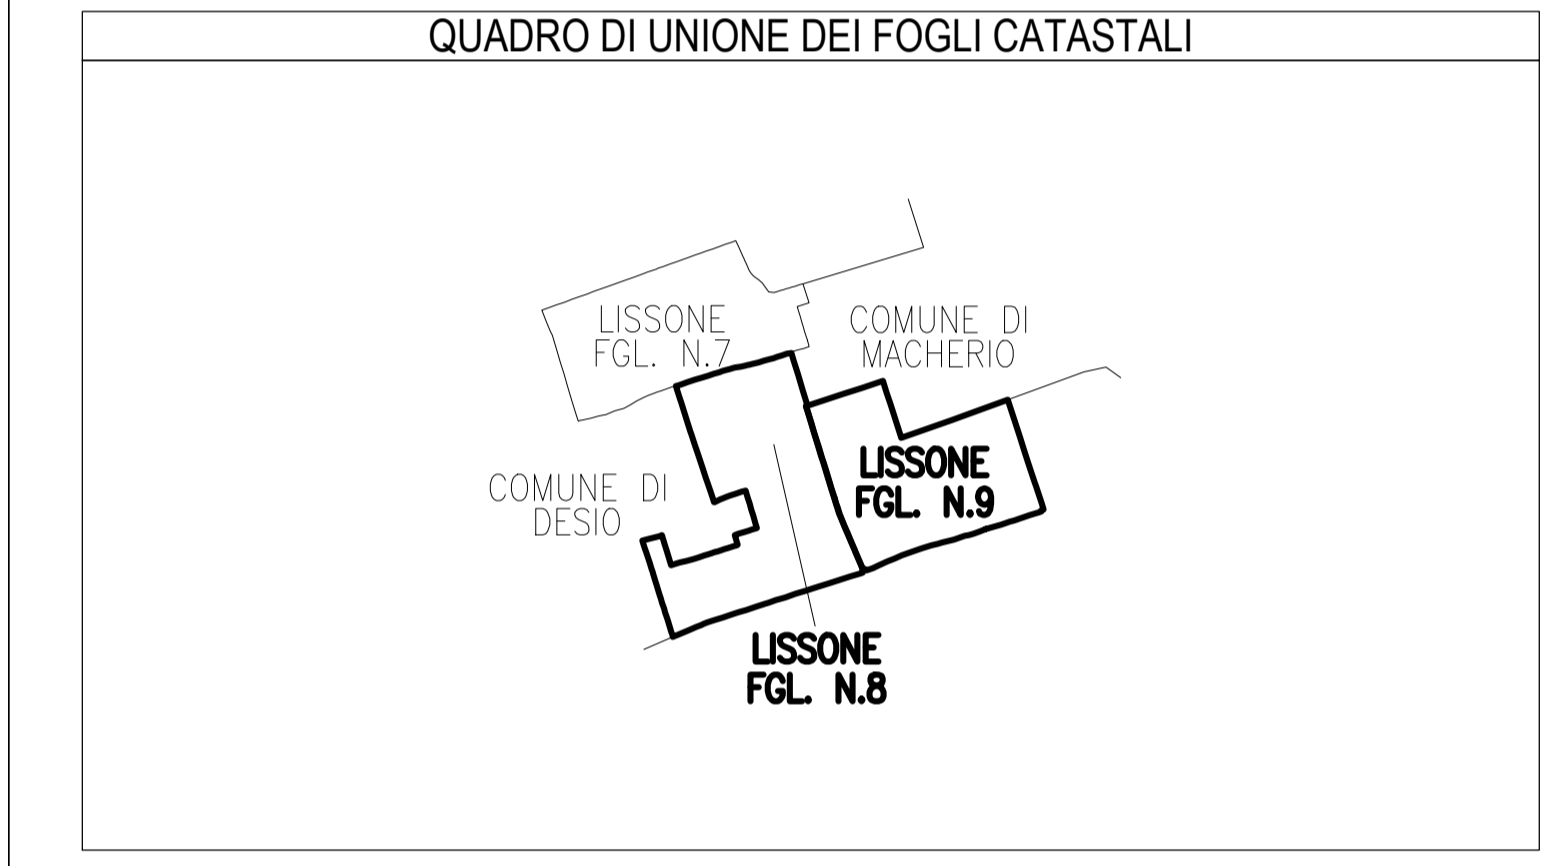 QUADRO DI UNIONE DEI FOGLI CATASTALI
LISSONE
FGL. N.7
COMUNE DI
MACHERIO
LISSONE
FGL. N.9
COMUNE DI
DESIO
LISSONE
FGL. N.8